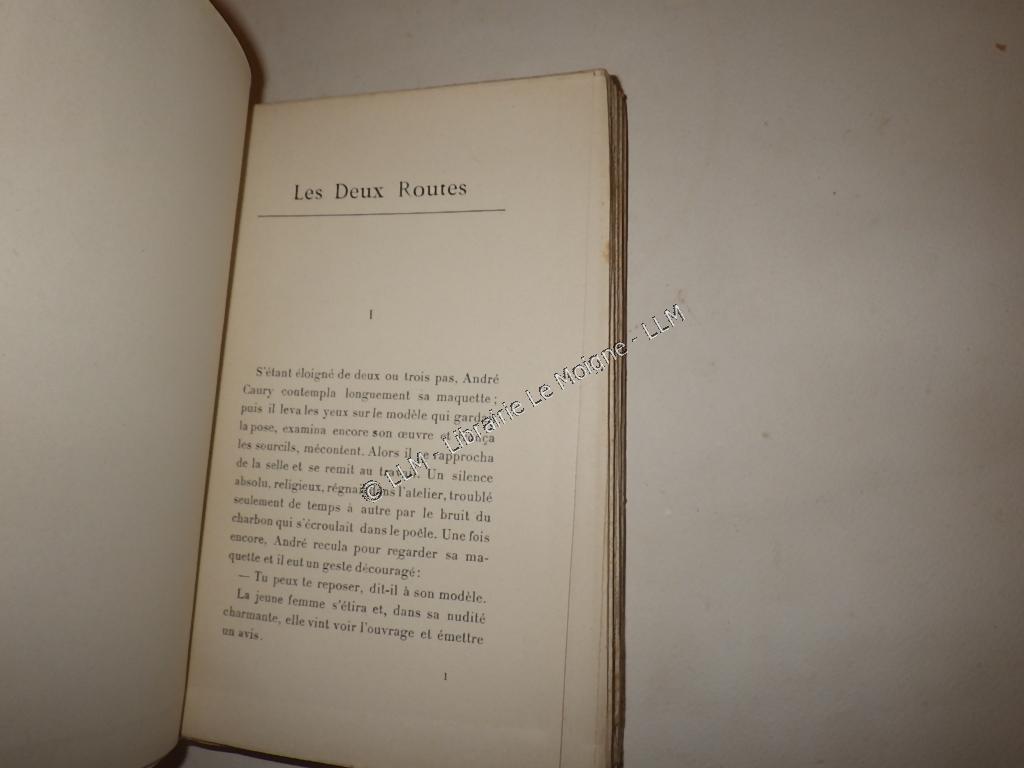 Les Deux Routes
I
S'étant éloigné de deux ou trois pas, André
Caury contempla longuement sa maquette ;
puis il leva les yeux sur le modèle qui gardait
la pose, examina encore son œuvre et fronça
les sourcils, mécontent. Alors il se rapprocha
de la selle et se remit au travail. Un silence
absolu, religieux, régnait dans l'atelier, troublé
seulement de temps à autre par le bruit du
charbon qui s'écroulait dans le poêle. Une fois
encore, André recula pour regarder sa ma-
quette et il eut un geste découragé :
— Tu peux te reposer, dit-il à son modèle.
La jeune femme s'étira et, dans sa nudité
charmante, elle vint voir l'ouvrage et émettre
un avis.
1
© LLM - Librairie Le Moigne - LLM